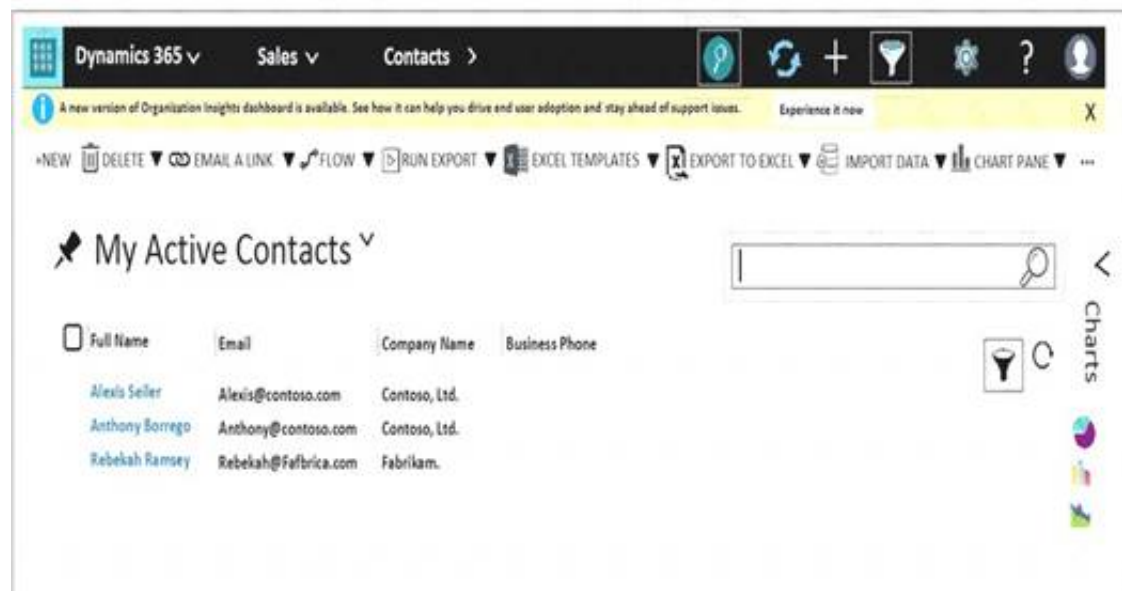 Dynamics 365 Sales Contacts >
A new version of Organization Insights dashboard is available. See how it can help you drive end user adoption and stay ahead of support issues. Experience it now X
+NEW DELETE EMAIL A LINK FLOW RUN EXPORT EXCEL TEMPLATES EXPORT TO EXCEL IMPORT DATA CHART PANE ...
My Active Contacts
Full Name Email Company Name Business Phone
Alexis Seiler Alexis@contoso.com Contoso, Ltd.
Anthony Borrego Anthony@contoso.com Contoso, Ltd.
Rebekah Ramsey Rebekah@Fafbrica.com Fabrikam.
Charts